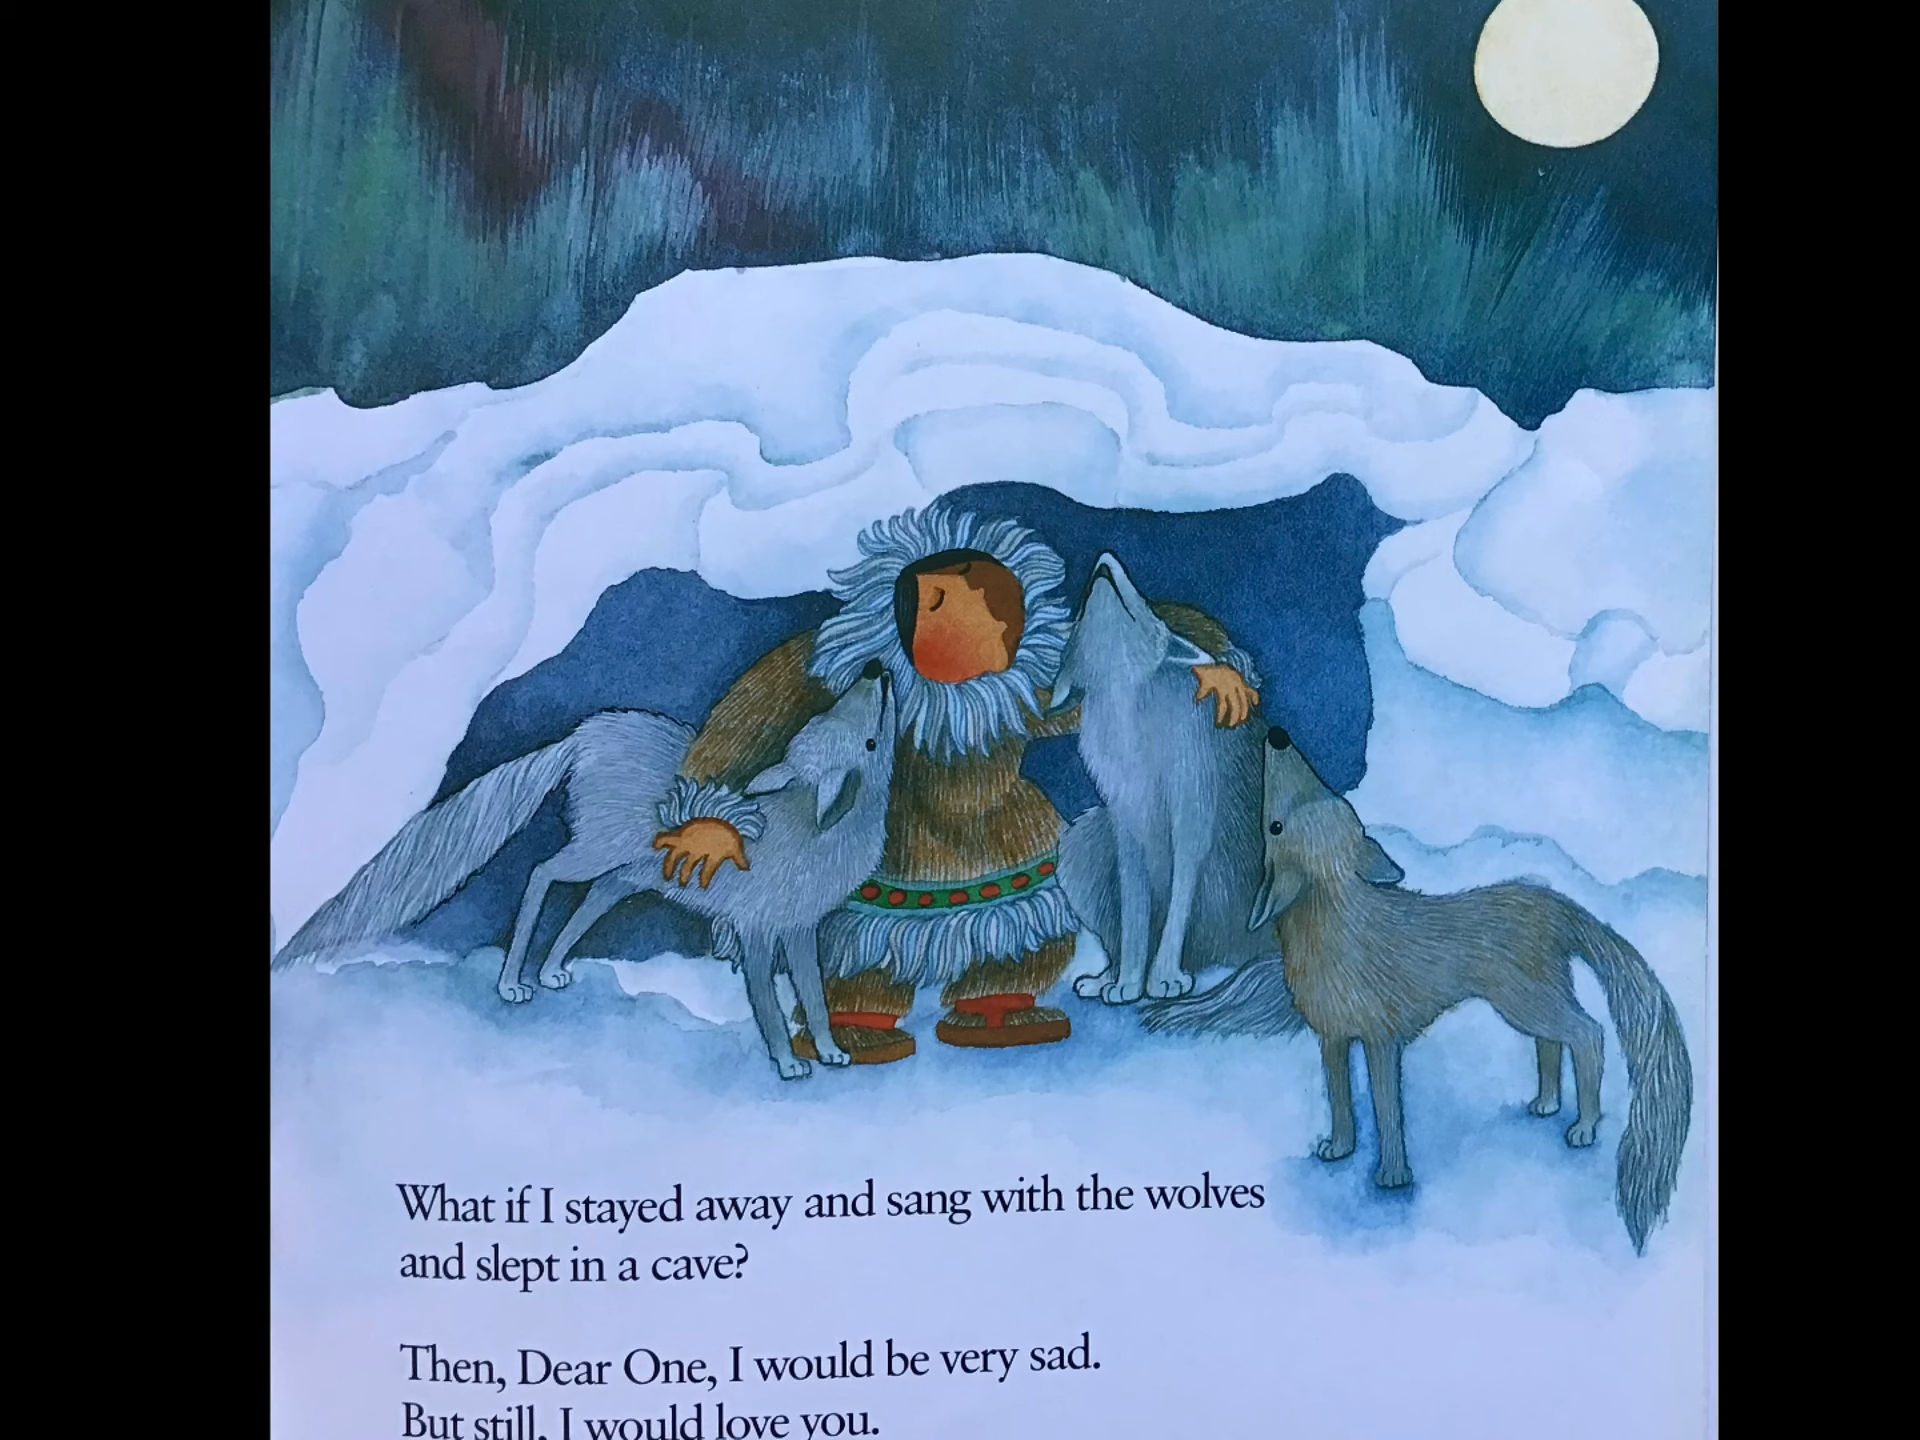 What if I stayed away and sang with the wolves
and slept in a cave?
Then, Dear One, I would be very sad.
But still, I would love you.